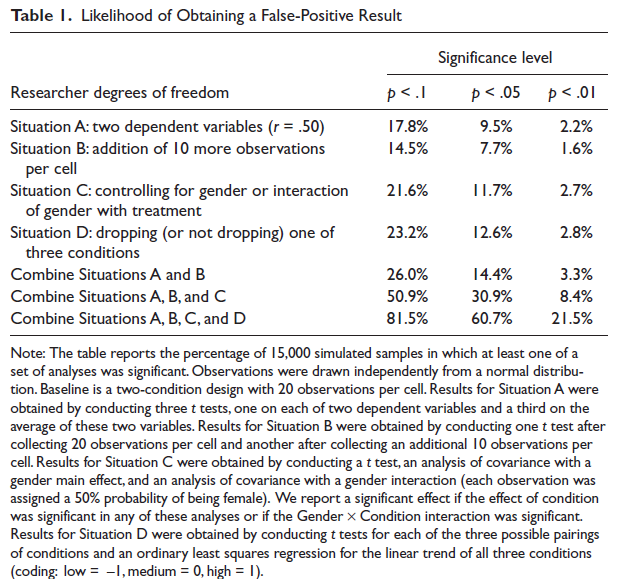 Table 1. Likelihood of Obtaining a False-Positive Result
Significance level
Researcher degrees of freedom p < .1 p < .05 p < .01
Situation A: two dependent variables (r = .50) 17.8% 9.5% 2.2%
Situation B: addition of 10 more observations 14.5% 7.7% 1.6%
per cell
Situation C: controlling for gender or interaction 21.6% 11.7% 2.7%
of gender with treatment
Situation D: dropping (or not dropping) one of 23.2% 12.6% 2.8%
three conditions
Combine Situations A and B 26.0% 14.4% 3.3%
Combine Situations A, B, and C 50.9% 30.9% 8.4%
Combine Situations A, B, C, and D 81.5% 60.7% 21.5%
Note: The table reports the percentage of 15,000 simulated samples in which at least one of a
set of analyses was significant. Observations were drawn independently from a normal distribu-
tion. Baseline is a two-condition design with 20 observations per cell. Results for Situation A were
obtained by conducting three t tests, one on each of two dependent variables and a third on the
average of these two variables. Results for Situation B were obtained by conducting one t test after
collecting 20 observations per cell and another after collecting an additional 10 observations per
cell. Results for Situation C were obtained by conducting a t test, an analysis of covariance with a
gender main effect, and an analysis of covariance with a gender interaction (each observation was
assigned a 50% probability of being female). We report a significant effect if the effect of condition
was significant in any of these analyses or if the Gender × Condition interaction was significant.
Results for Situation D were obtained by conducting t tests for each of the three possible pairings
of conditions and an ordinary least squares regression for the linear trend of all three conditions
(coding: low = –1, medium = 0, high = 1).